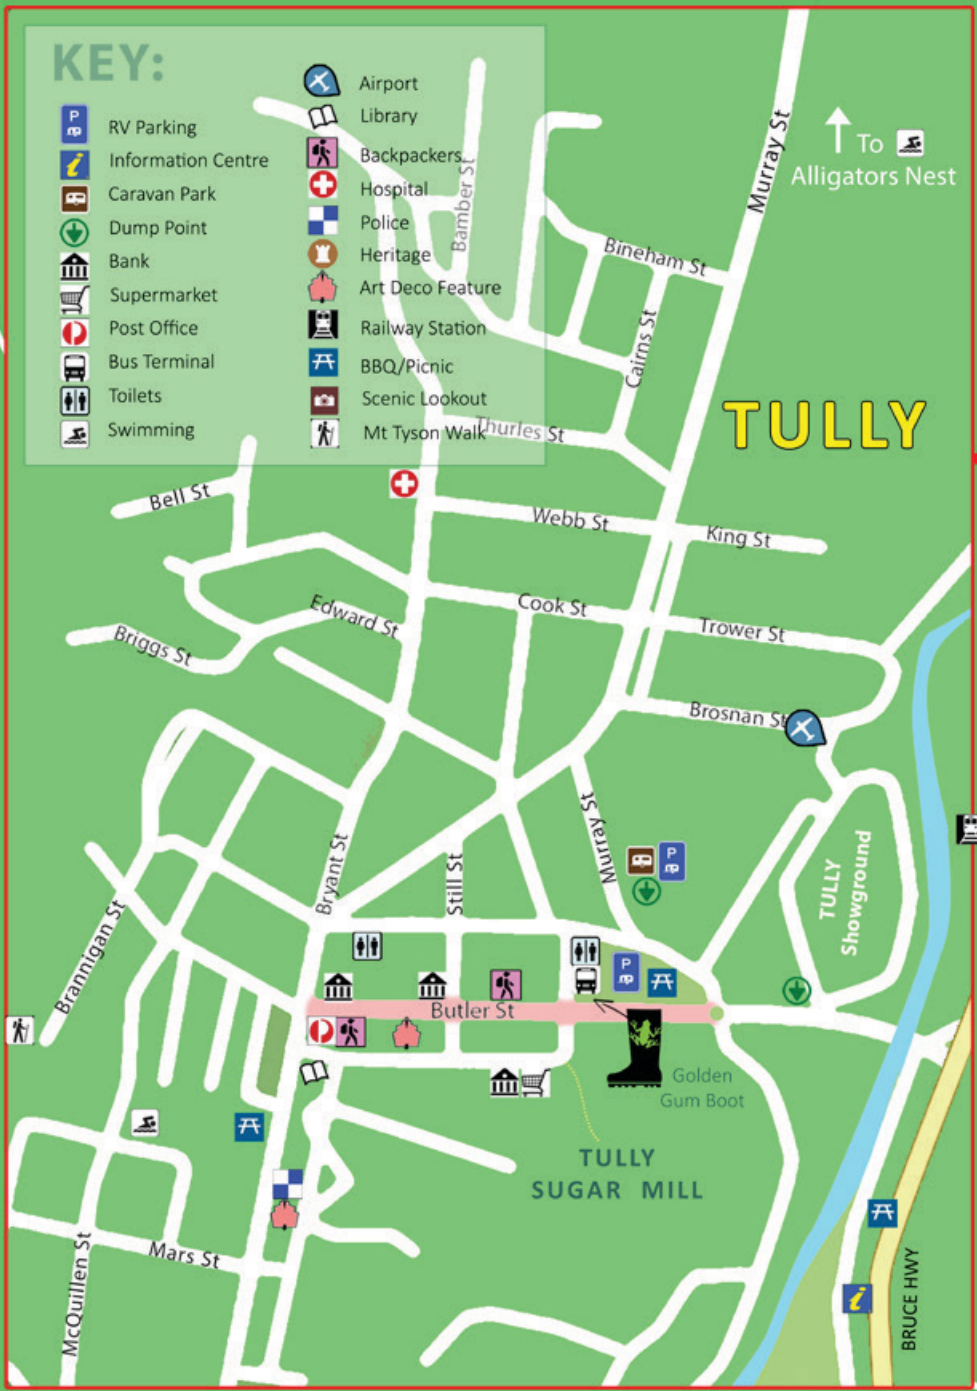 KEY:
P
RV Parking
i
Information Centre
Caravan Park
Dump Point
Bank
Supermarket
Post Office
Bus Terminal
Toilets
Swimming
Airport
Library
Backpackers
Hospital
Police
Heritage
Art Deco Feature
Railway Station
BBQ/Picnic
Scenic Lookout
Mt Tyson Walk
Murray St
To
Alligators Nest
Bamber St
Bineham St
Cairns St
TULLY
Thurles St
Bell St
Webb St
King St
Edward St
Cook St
Trower St
Briggs St
Brosnan St
Murray St
P
Bryant St
Still St
TULLY
Showground
Brannigan St
P
Butler St
Golden
Gum Boot
TULLY
SUGAR MILL
McQuillen St
Mars St
i
BRUCE HWY